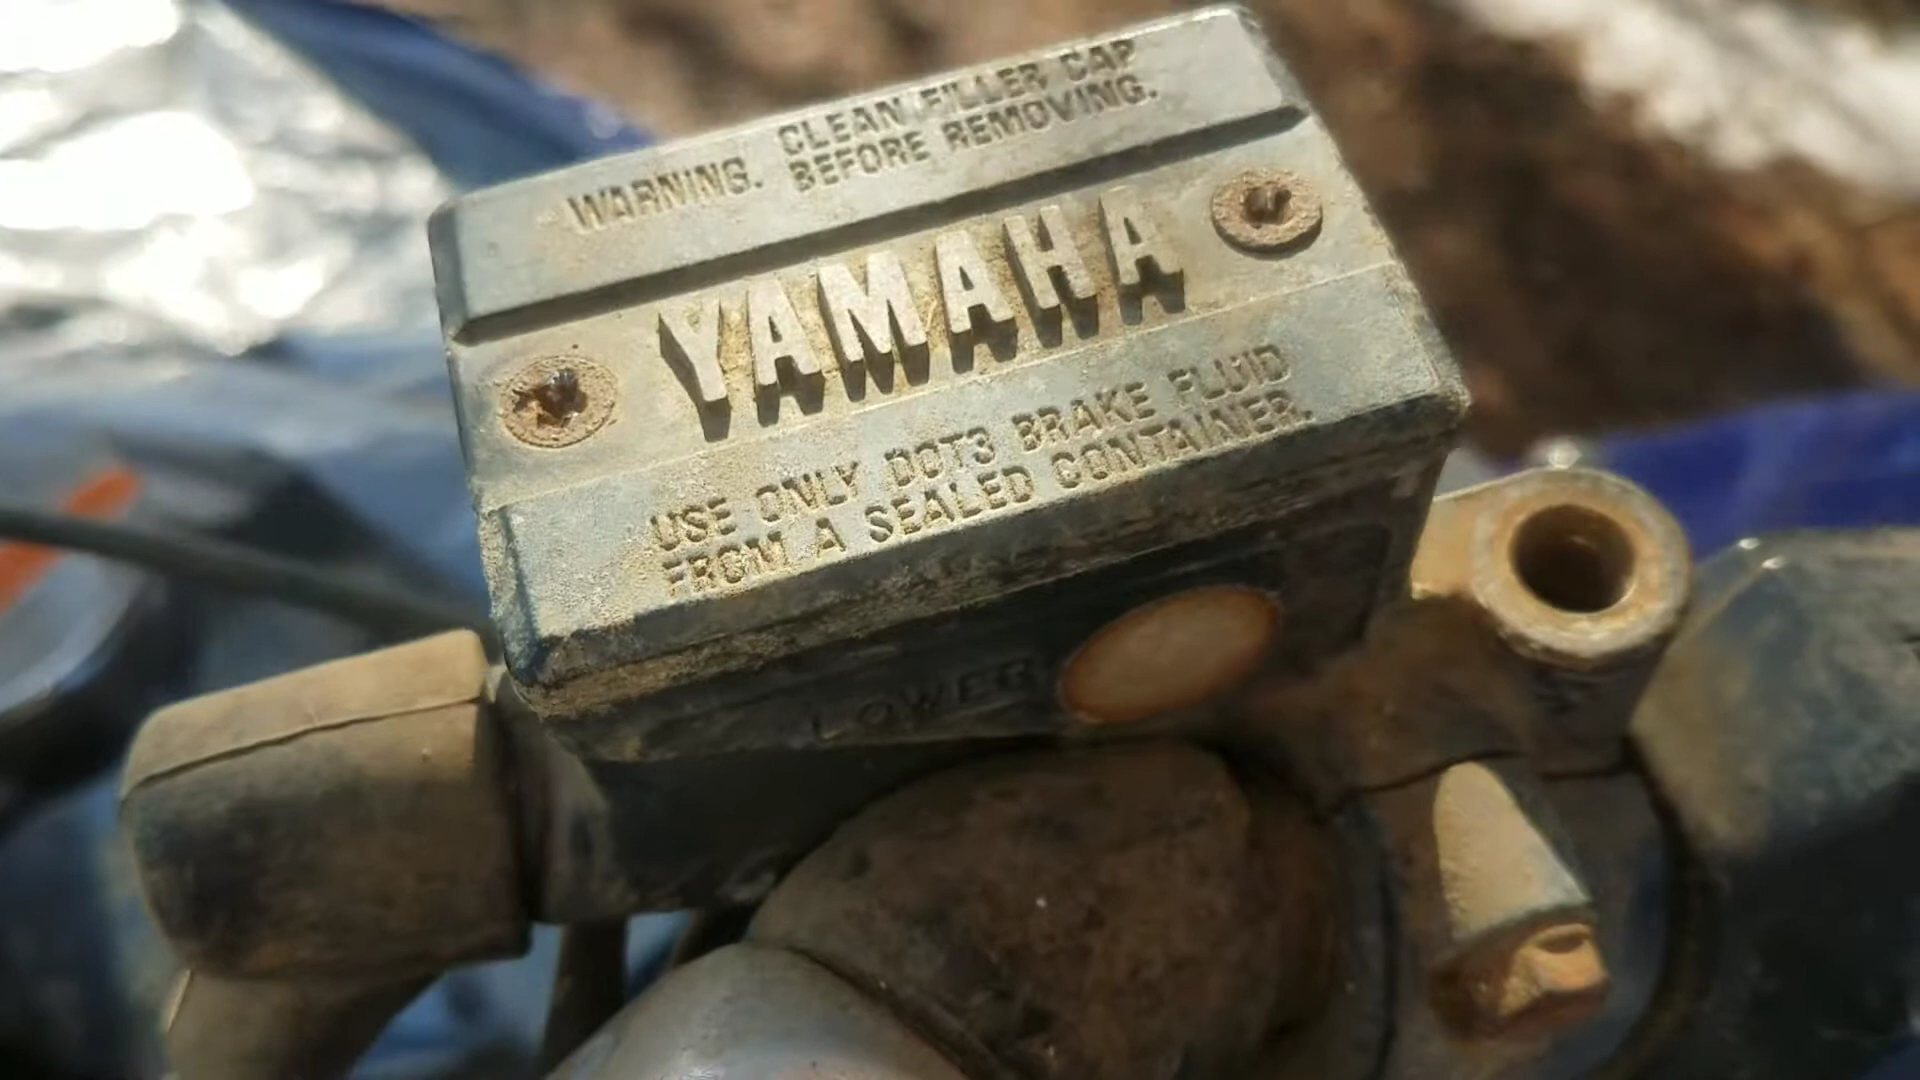 WARNING. CLEAN FILLER CAP
BEFORE REMOVING.
YAMAHA
USE ONLY DOT3 BRAKE FLUID
FROM A SEALED CONTAINER.
LOWER